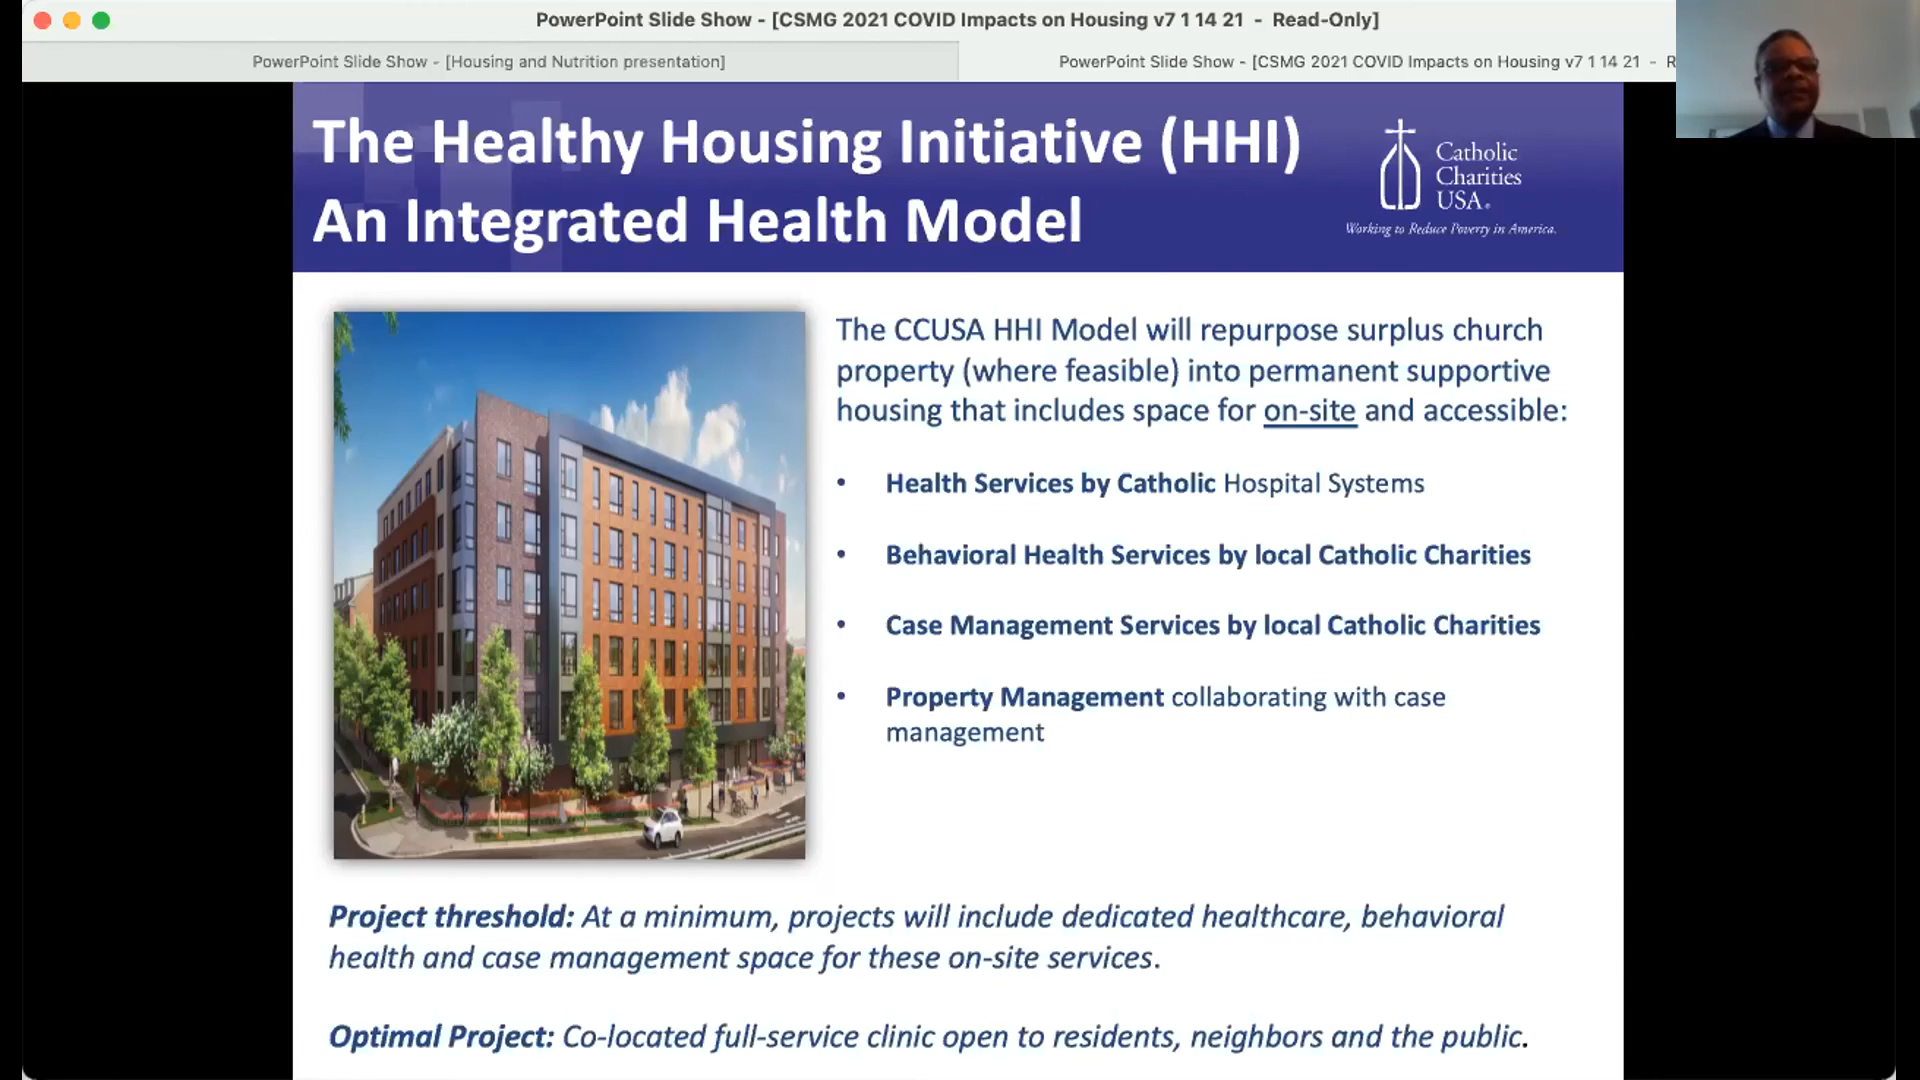 PowerPoint Slide Show - [CSMG 2021 COVID Impacts on Housing v7 1 14 21 - Read-Only]
PowerPoint Slide Show - [Housing and Nutrition presentation]
PowerPoint Slide Show - [CSMG 2021 COVID Impacts on Housing v7 1 14 21 - R
The Healthy Housing Initiative (HHI)
An Integrated Health Model
Catholic
Charities
USA®
Working to Reduce Poverty in America.
The CCUSA HHI Model will repurpose surplus church
property (where feasible) into permanent supportive
housing that includes space for on-site and accessible:
• Health Services by Catholic Hospital Systems
• Behavioral Health Services by local Catholic Charities
• Case Management Services by local Catholic Charities
• Property Management collaborating with case
management
Project threshold: At a minimum, projects will include dedicated healthcare, behavioral
health and case management space for these on-site services.
Optimal Project: Co-located full-service clinic open to residents, neighbors and the public.